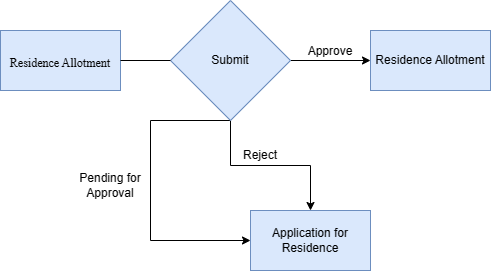 Residence Allotment
Submit
Approve
Residence Allotment
Reject
Pending for
Approval
Application for
Residence